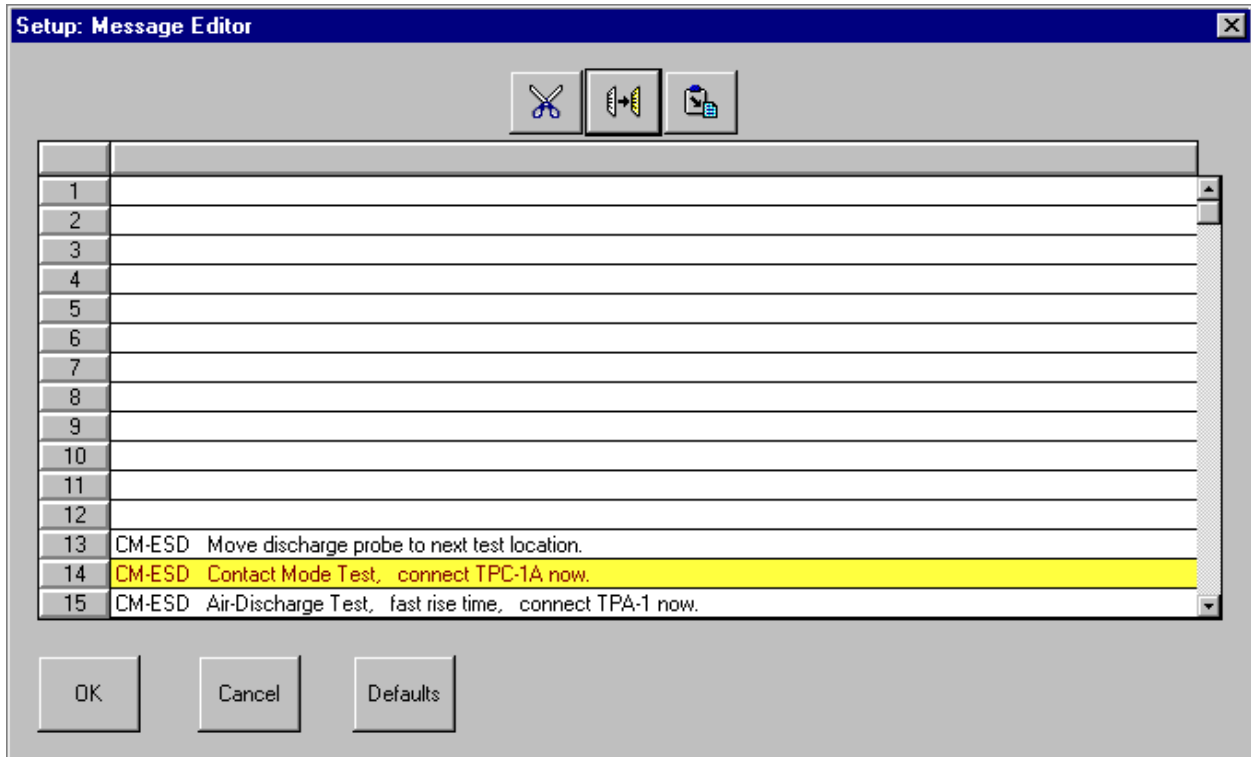 Setup: Message Editor
1
2
3
4
5
6
7
8
9
10
11
12
13 CM-ESD Move discharge probe to next test location.
14 CM-ESD Contact Mode Test, connect TPC-1A now.
15 CM-ESD Air-Discharge Test, fast rise time, connect TPA-1 now.
OK Cancel Defaults